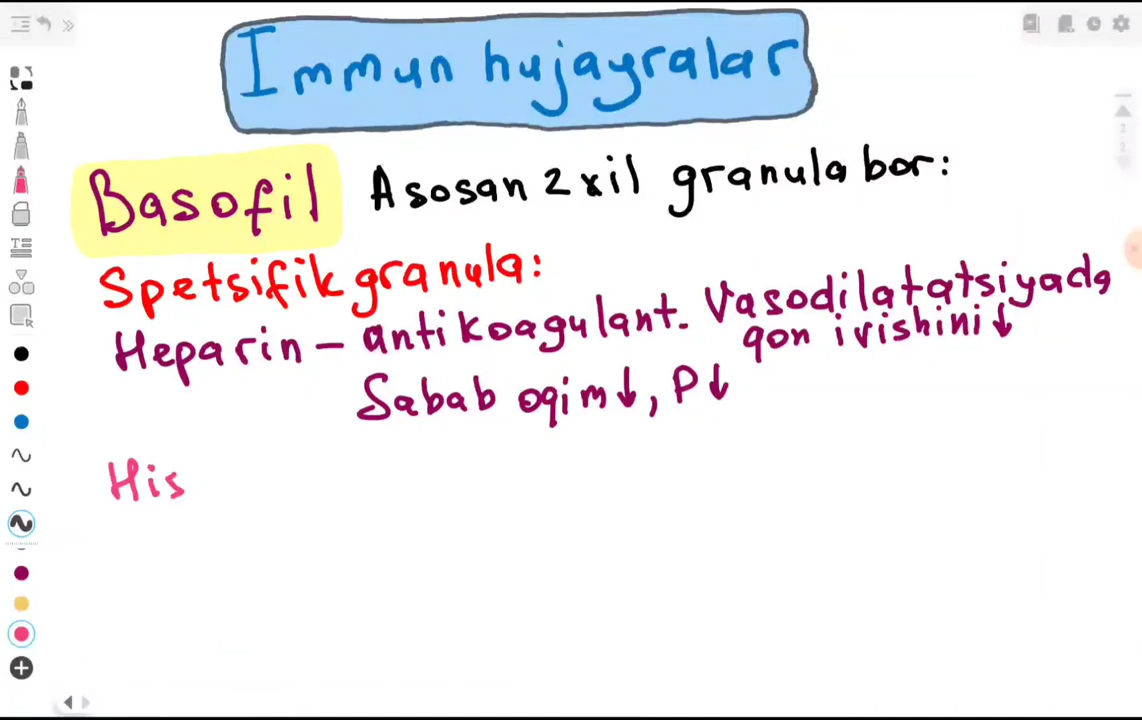 Immun hujayralar
Basofil Asosan 2 xil granula bor:
Spetsifik granula:
Heparin – antikoagulant. Vasodilatatsiyada
qon ivishini ↓
Sabab oqim ↓, P ↓
His